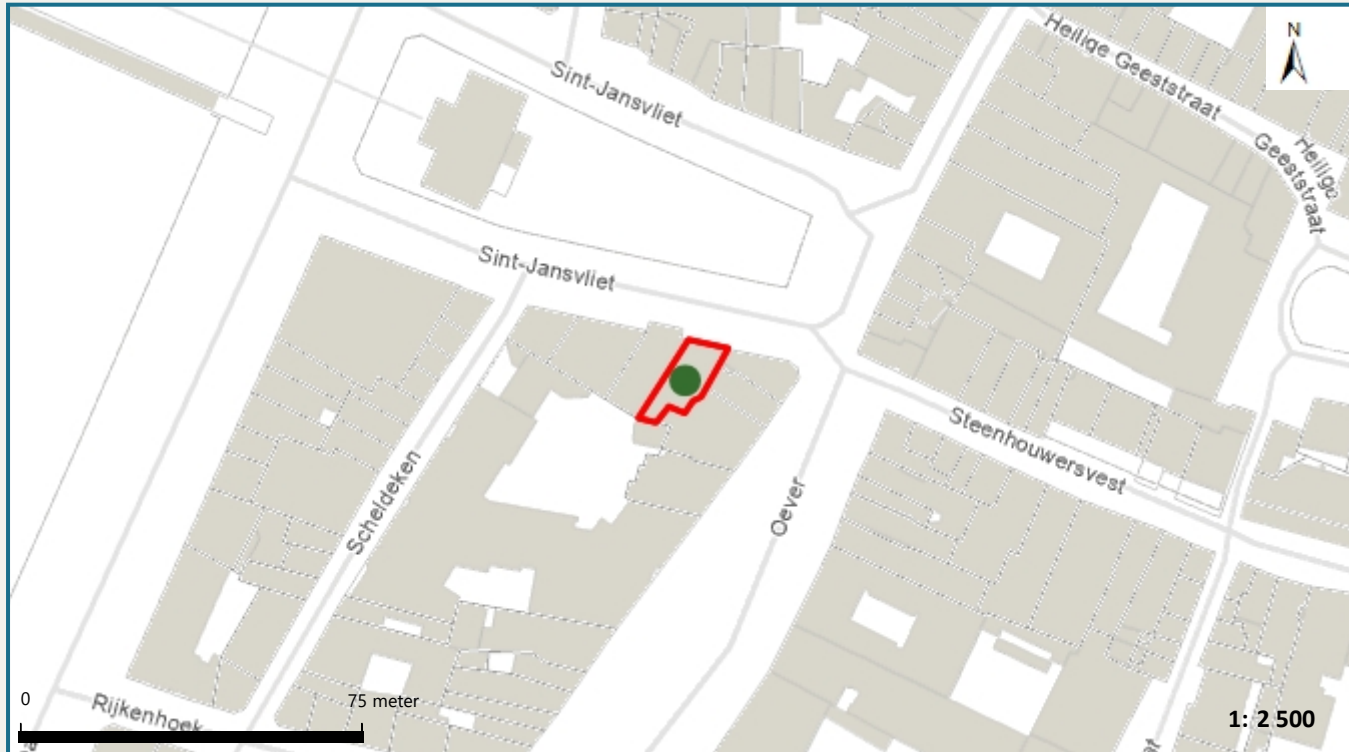 N
Heilige Geeststraat
Sint-Jansvliet
Heilige
Geeststraat
Sint-Jansvliet
Steenhouwersvest
Scheldeken
Oever
0
75 meter
Rijkenhoek
1: 2 500